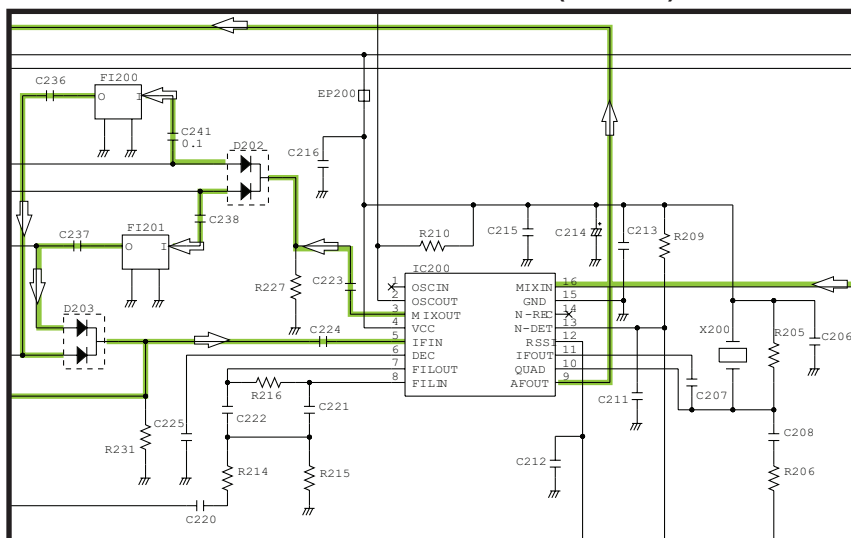 C236
FI200
O
I
EP200
C241
0.1
D202
C216
C238
C237
FI201
O
I
R210
C215
C214
+
C213
R209
R227
C223
IC200
1
OSCIN
MIXIN
16
2
OSCOUT
GND
15
3
MIXOUT
N-REC
14
4
VCC
N-DET
13
5
IFIN
RSSI
12
6
DEC
IFOUT
11
7
FILOUT
QUAD
10
8
FILIN
AFOUT
9
D203
C224
X200
R205
C206
R216
C222
C221
C225
R231
C211
C207
C208
R214
R215
C212
R206
C220